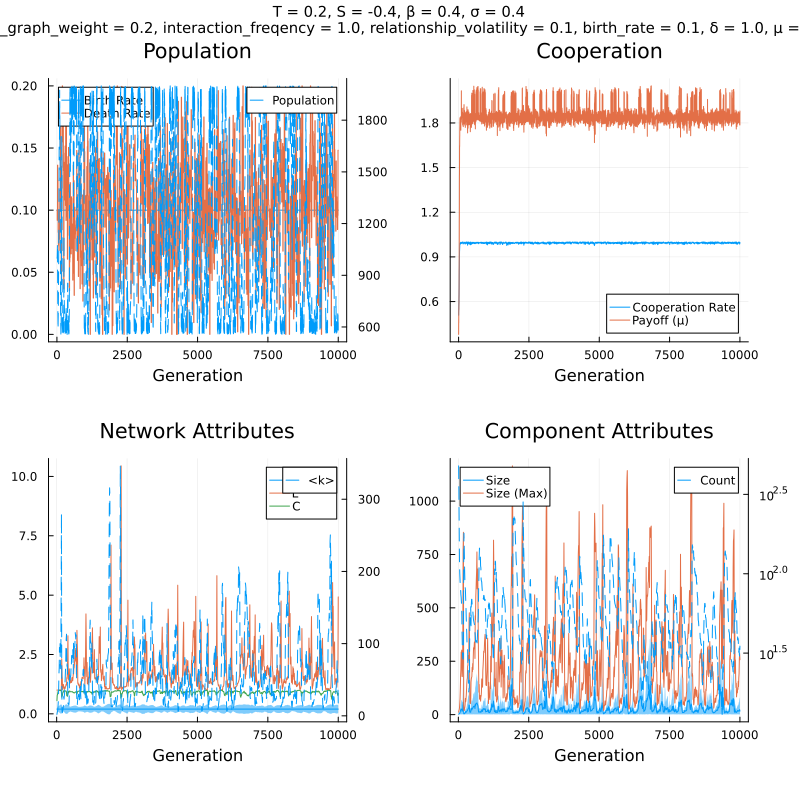 T = 0.2, S = -0.4, β = 0.4, σ = 0.4
_graph_weight = 0.2, interaction_freqency = 1.0, relationship_volatility = 0.1, birth_rate = 0.1, δ = 1.0, μ =
Population
Cooperation
0.20
0.15
0.10
0.05
0.00
Birth Rate
Death Rate
Population
1800
1500
1200
900
600
0
2500
5000
7500
10000
Generation
1.8
1.5
1.2
0.9
0.6
Cooperation Rate
Payoff (μ)
0
2500
5000
7500
10000
Generation
Network Attributes
Component Attributes
10.0
7.5
5.0
2.5
0.0
<k>
L
C
300
200
100
0
0
2500
5000
7500
10000
Generation
1000
750
500
250
0
Size
Size (Max)
Count
10^2.5
10^2.0
10^1.5
0
2500
5000
7500
10000
Generation